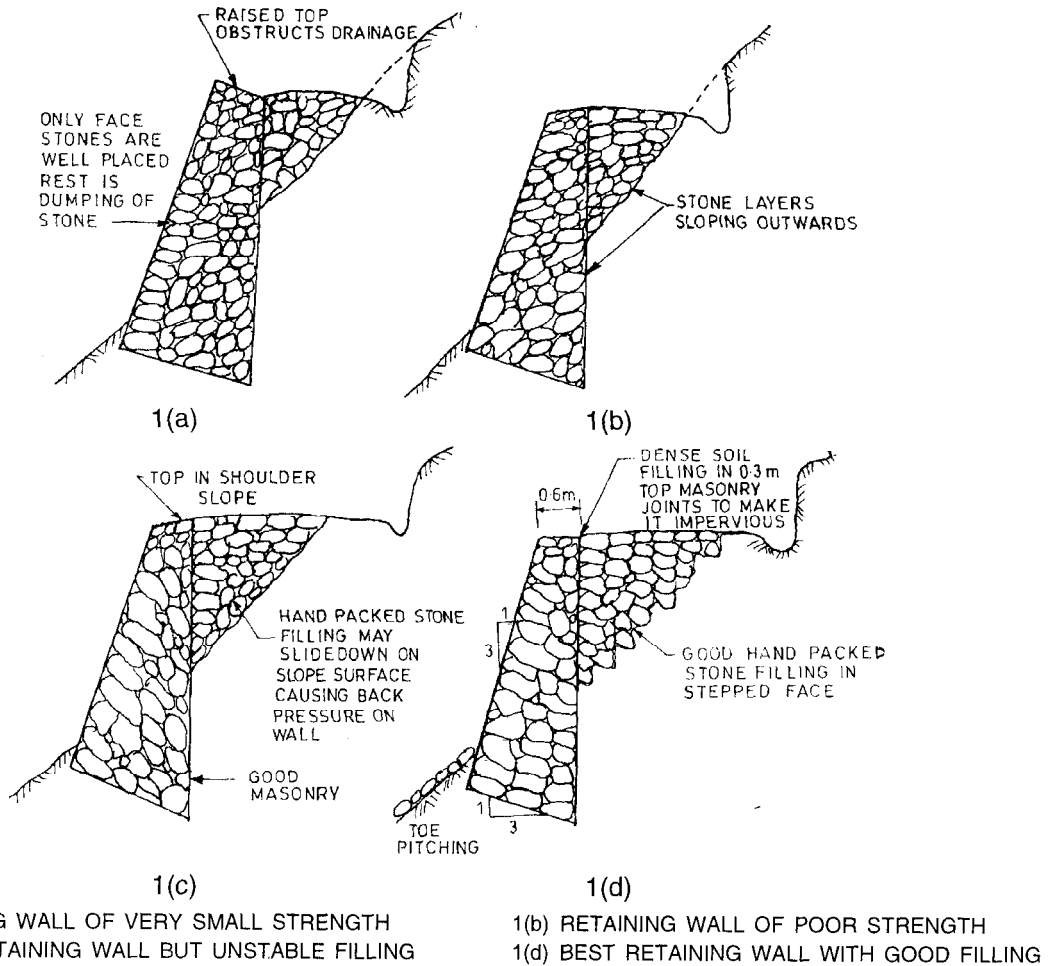 RAISED TOP
OBSTRUCTS DRAINAGE
ONLY FACE
STONES ARE
WELL PLACED
REST IS
DUMPING OF
STONE
STONE LAYERS
SLOPING OUTWARDS
1(a)
1(b)
TOP IN SHOULDER
SLOPE
HAND PACKED STONE
FILLING MAY
SLIDEDOWN ON
SLOPE SURFACE
CAUSING BACK
PRESSURE ON
WALL
GOOD
MASONRY
DENSE SOIL
FILLING IN 0·3 m
TOP MASONRY
JOINTS TO MAKE
IT IMPERVIOUS
0·6m
1
3
GOOD HAND PACKED
STONE FILLING IN
STEPPED FACE
1
3
TOE
PITCHING
1(c)
1(d)
G WALL OF VERY SMALL STRENGTH
1(b) RETAINING WALL OF POOR STRENGTH
TAINING WALL BUT UNSTABLE FILLING
1(d) BEST RETAINING WALL WITH GOOD FILLING